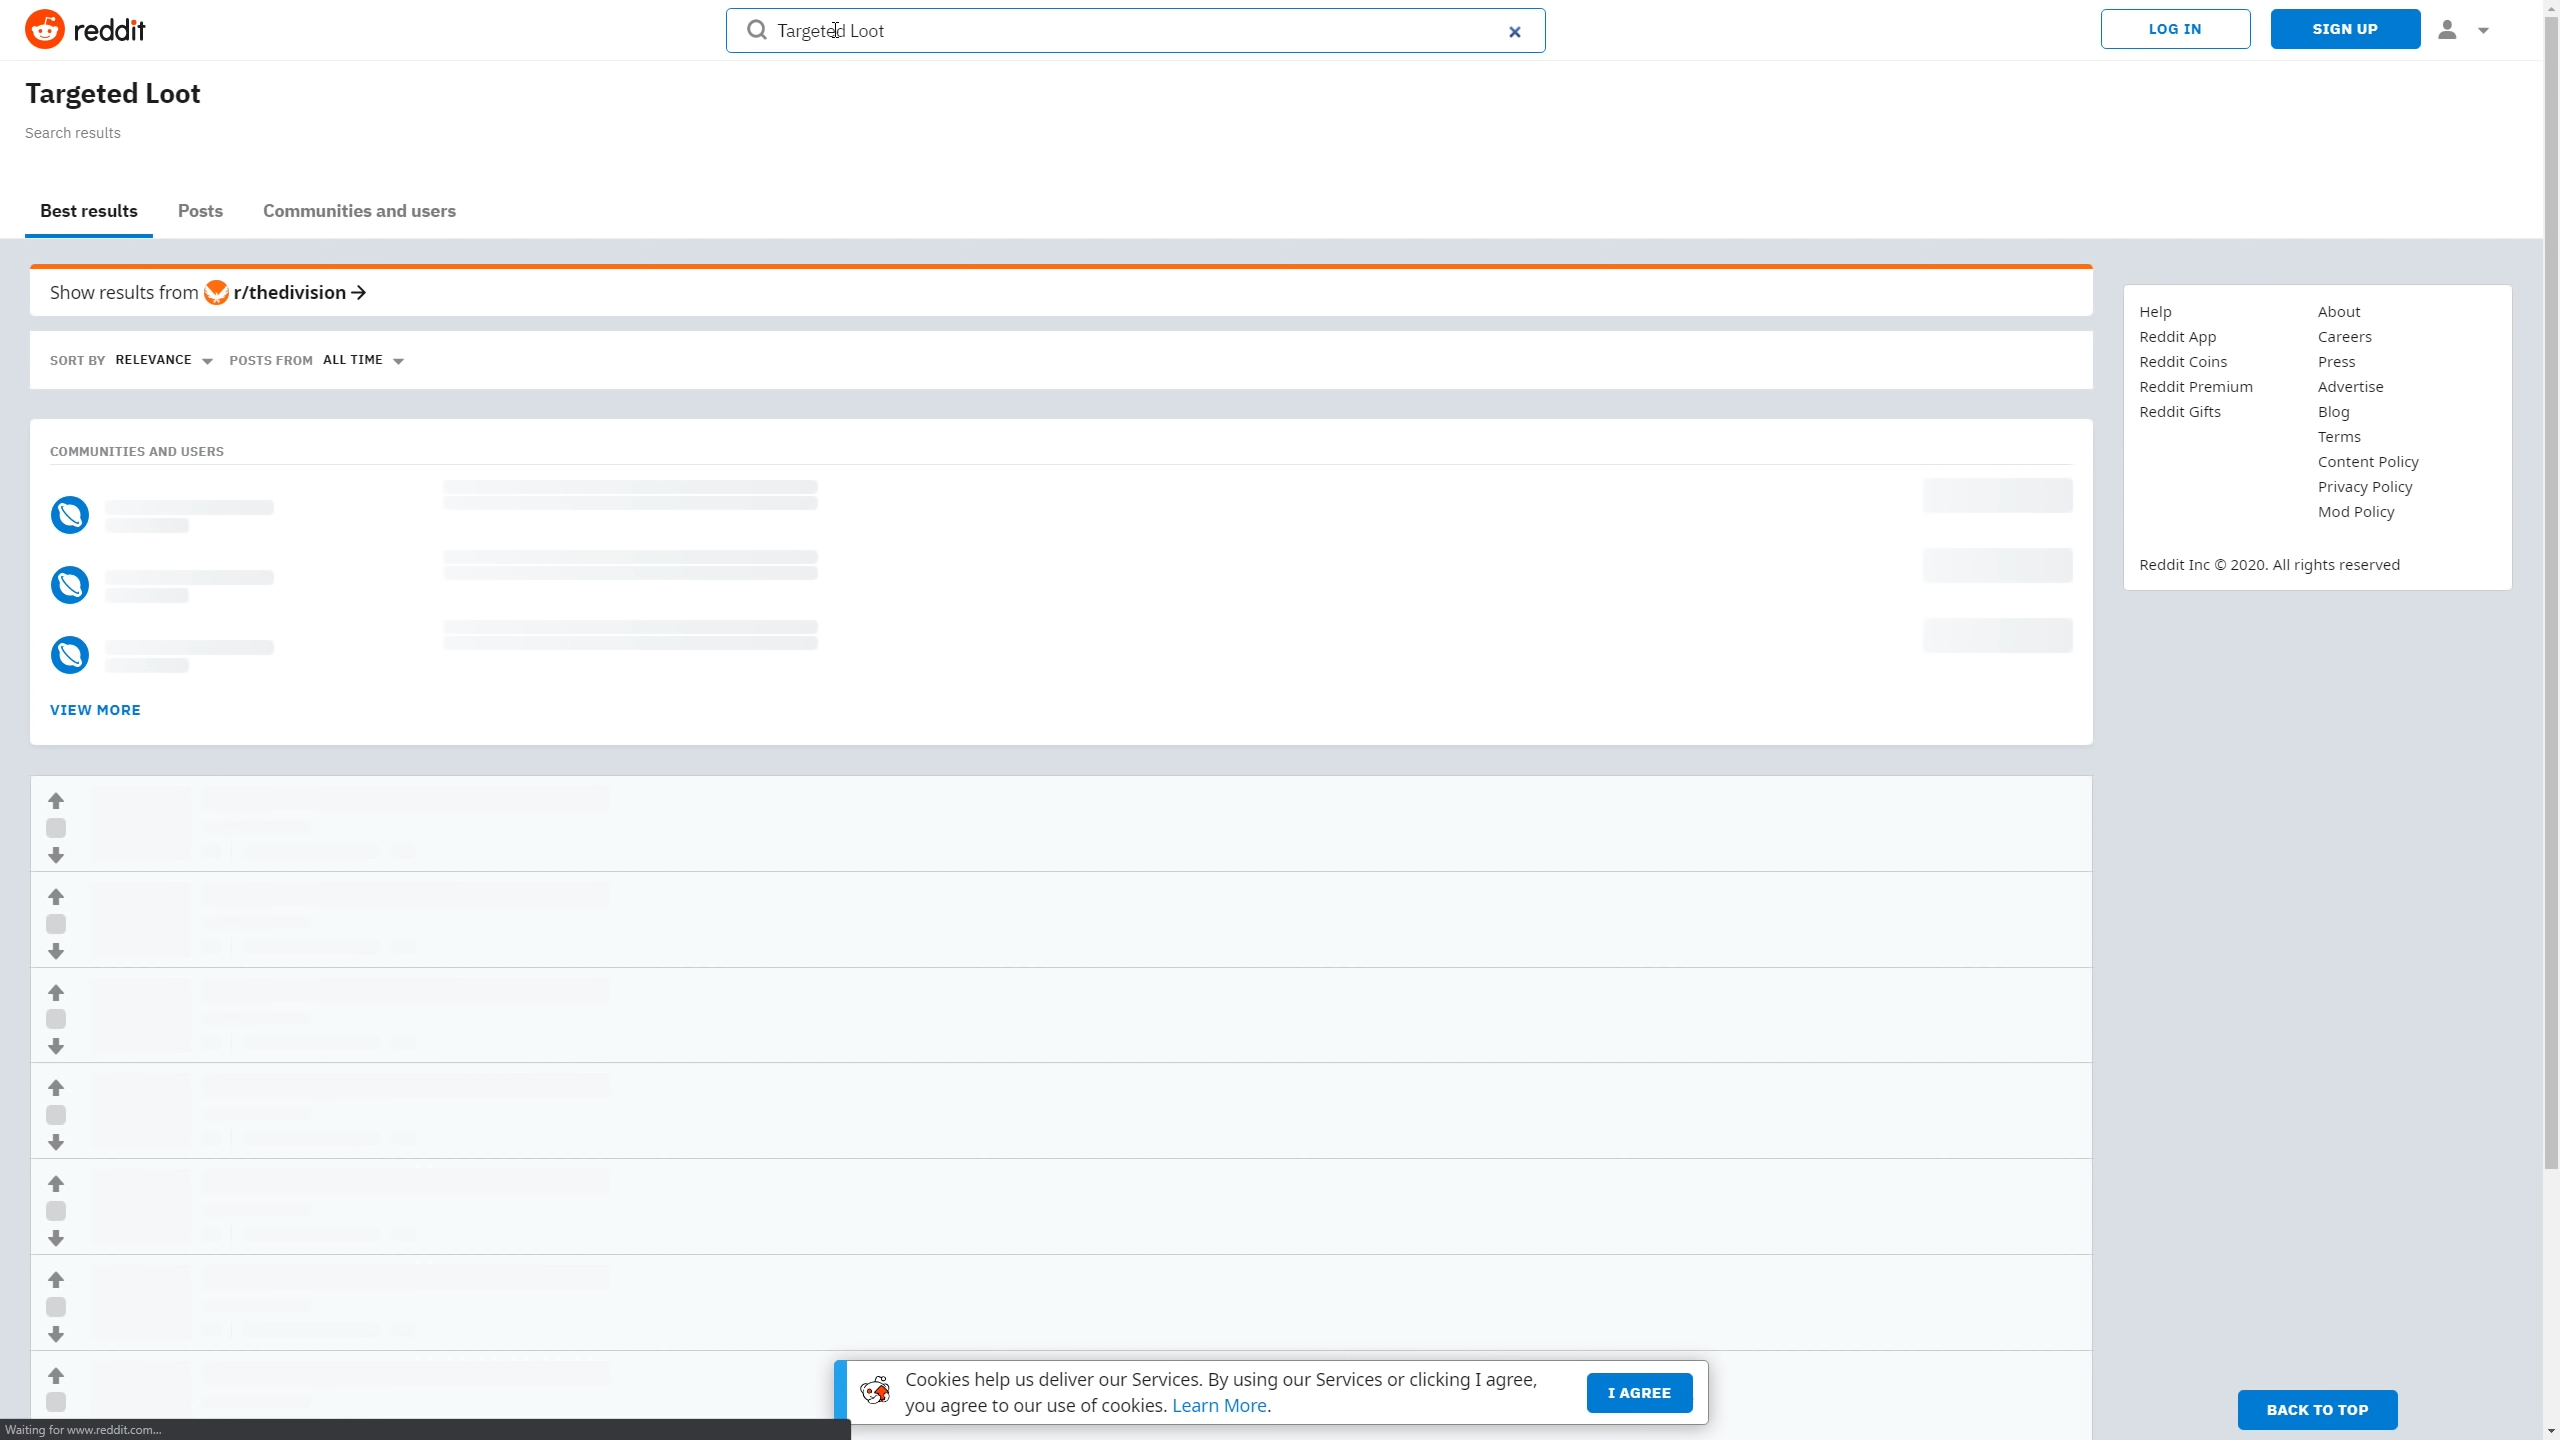 reddit
Targeted Loot
LOG IN
SIGN UP
Targeted Loot
Search results
Best results
Posts
Communities and users
Show results from r/thedivision
SORT BY RELEVANCE
POSTS FROM ALL TIME
COMMUNITIES AND USERS
VIEW MORE
Help
Reddit App
Reddit Coins
Reddit Premium
Reddit Gifts
About
Careers
Press
Advertise
Blog
Terms
Content Policy
Privacy Policy
Mod Policy
Reddit Inc © 2020. All rights reserved
Cookies help us deliver our Services. By using our Services or clicking I agree,
you agree to our use of cookies. Learn More.
I AGREE
BACK TO TOP
Waiting for www.reddit.com...